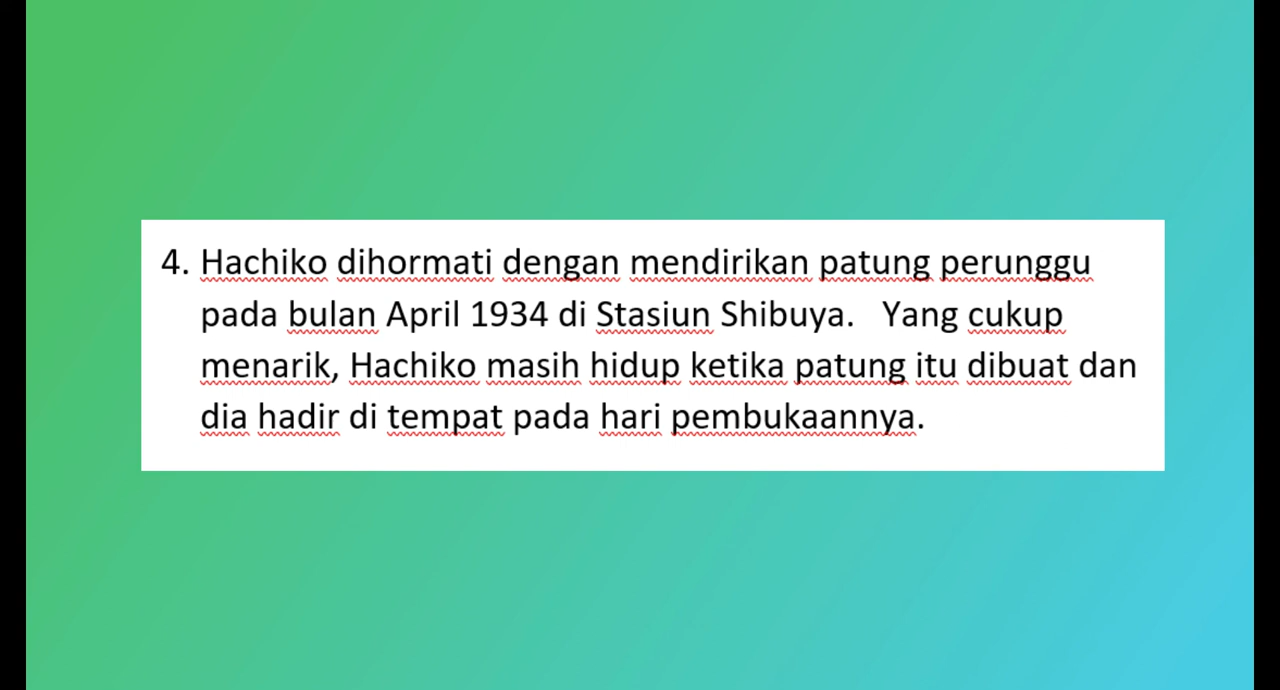 4. Hachiko dihormati dengan mendirikan patung perunggu
pada bulan April 1934 di Stasiun Shibuya.   Yang cukup
menarik, Hachiko masih hidup ketika patung itu dibuat dan
dia hadir di tempat pada hari pembukaannya.